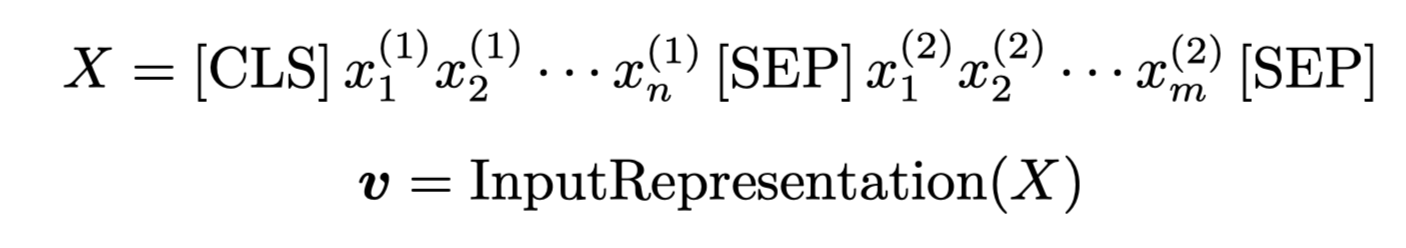 X = [CLS] x_1^{(1)} x_2^{(1)} ⋯ x_n^{(1)} [SEP] x_1^{(2)} x_2^{(2)} ⋯ x_m^{(2)} [SEP]
v = InputRepresentation(X)